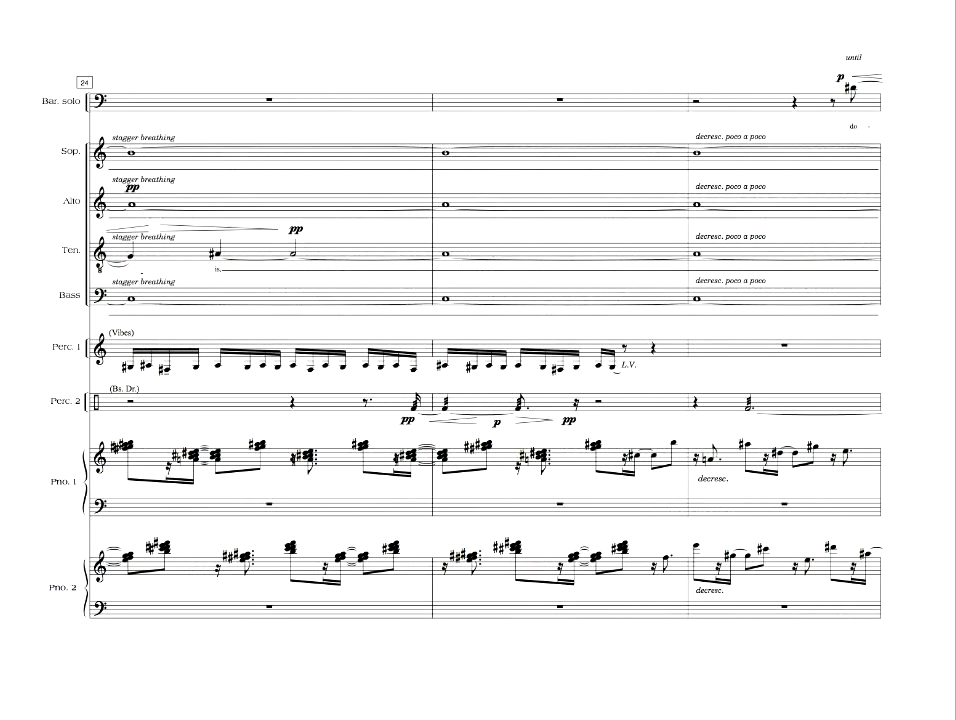 until
24
p
Bar. solo
do -
stagger breathing
decresc. poco a poco
Sop.
stagger breathing
decresc. poco a poco
pp
Alto
pp
stagger breathing
decresc. poco a poco
Ten.
is,
stagger breathing
decresc. poco a poco
Bass
(Vibes)
Perc. 1
L.V.
(Bs. Dr.)
Perc. 2
pp p pp
decresc.
Pno. 1
Pno. 2
decresc.